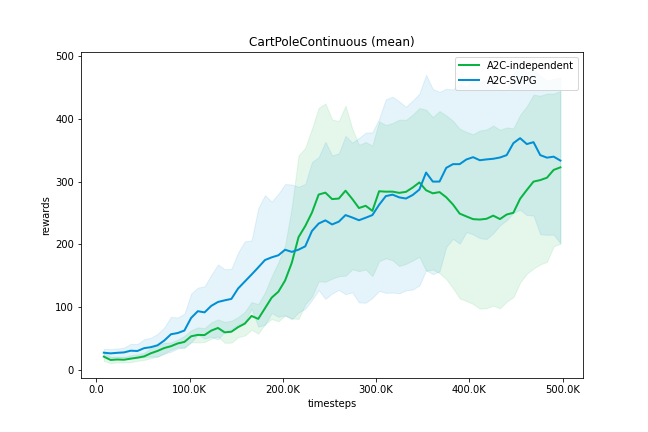 CartPoleContinuous (mean)
A2C-independent
A2C-SVPG
500
400
300
200
100
0
rewards
0.0 100.0K 200.0K 300.0K 400.0K 500.0K
timesteps